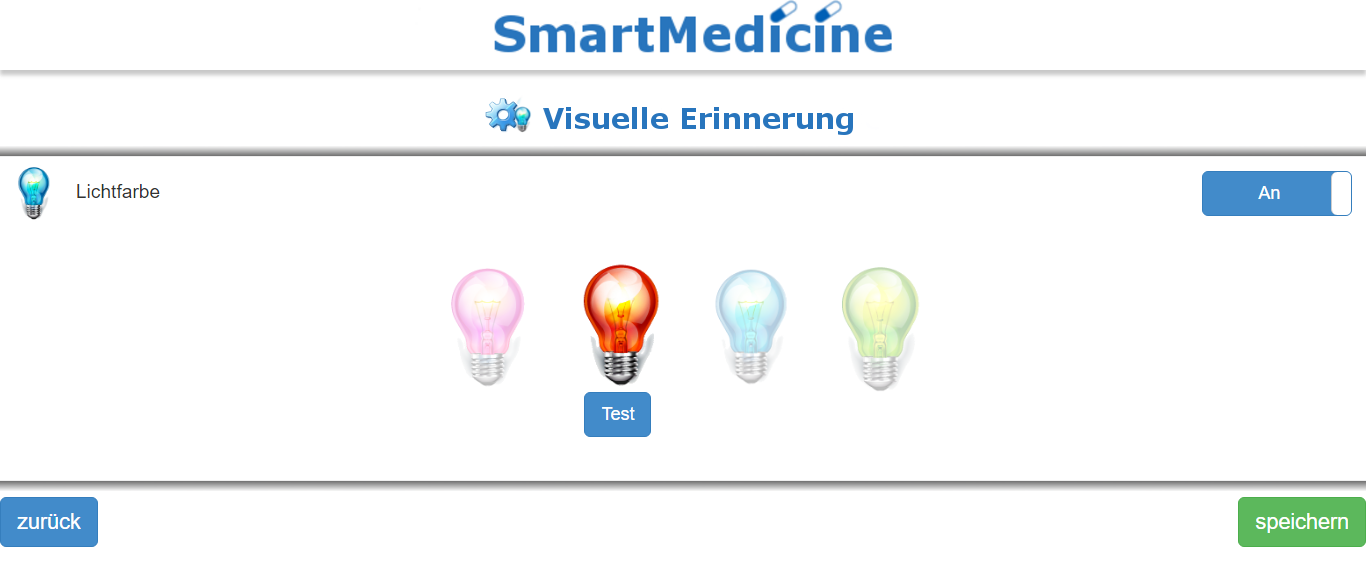 SmartMedicine
Visuelle Erinnerung
Lichtfarbe
An
Test
zurück
speichern